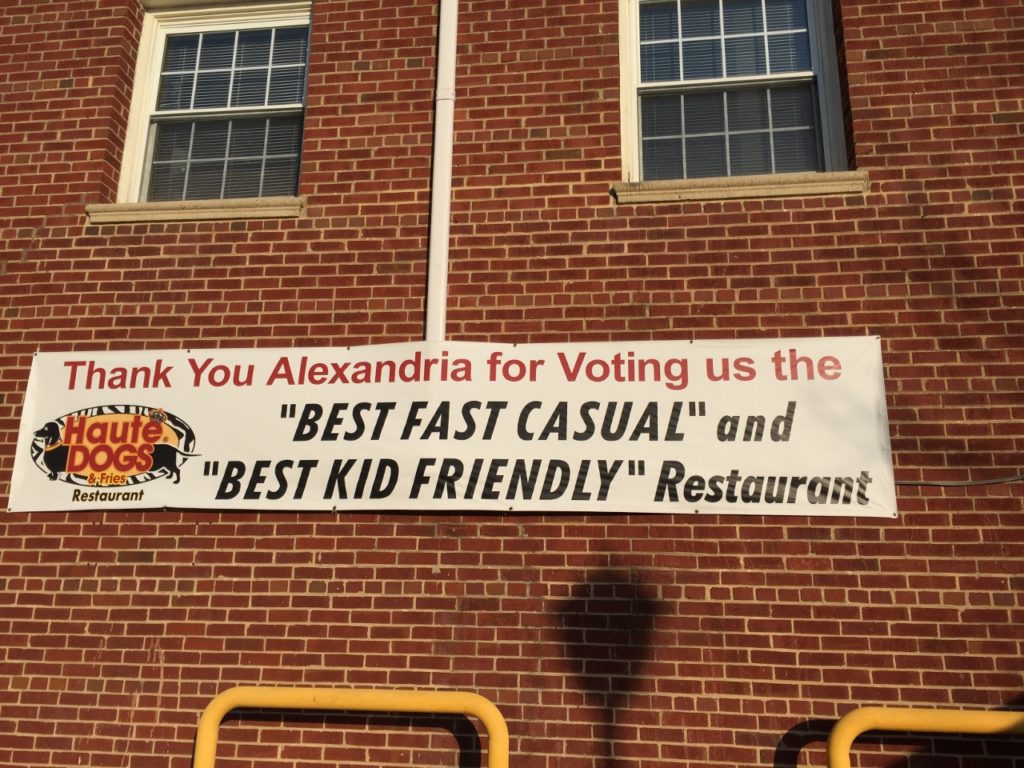 Thank You Alexandria for Voting us the
"BEST FAST CASUAL" and
"BEST KID FRIENDLY" Restaurant
Haute®
DOGS
& Fries
Restaurant